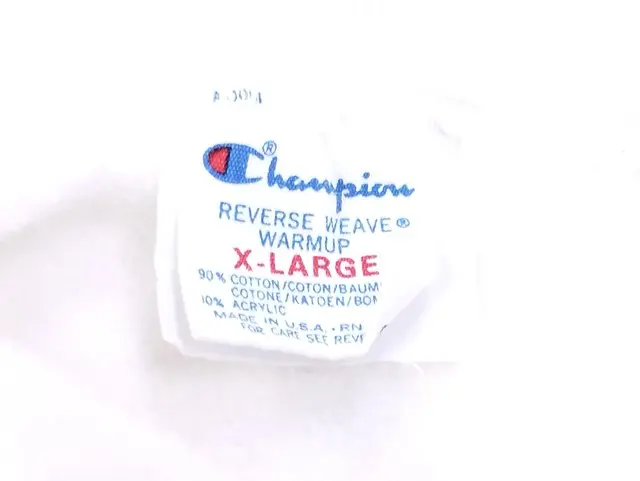 Champion®
REVERSE WEAVE®
WARMUP
X-LARGE
90% COTTON/COTON/BAUM
COTONE/KATOEN/BOM
10% ACRYLIC
MADE IN U.S.A. · RN
FOR CARE SEE REV